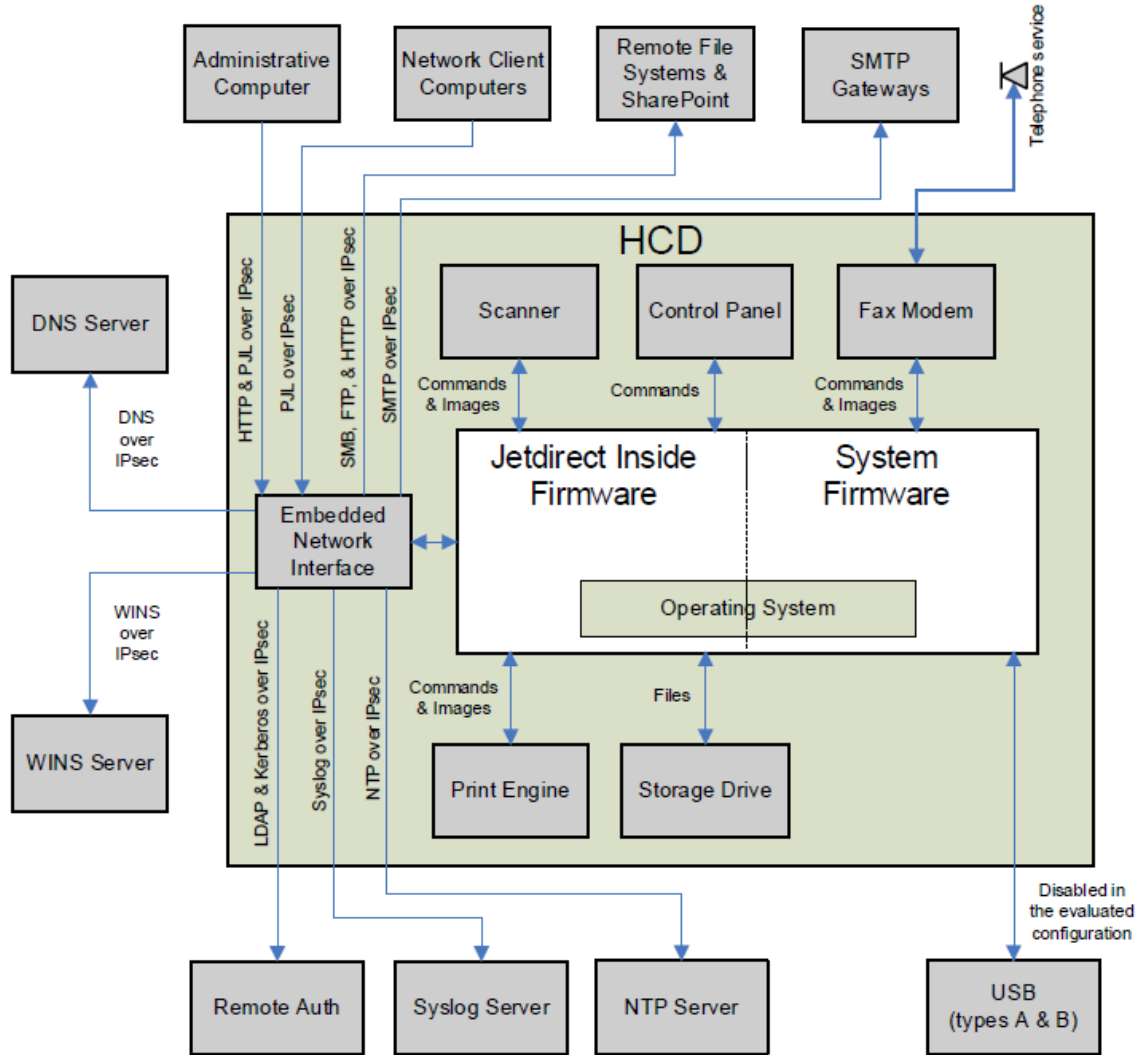 Administrative
Computer
Network Client
Computers
Remote File
Systems &
SharePoint
SMTP
Gateways
Telephone service
HCD
DNS Server
Scanner
Control Panel
Fax Modem
HTTP & PJL over IPsec
PJL over IPsec
SMB, FTP, & HTTP over IPsec
SMTP over IPsec
Commands
& Images
Commands
Commands
& Images
DNS
over
IPsec
Jetdirect Inside
Firmware
System
Firmware
Embedded
Network
Interface
Operating System
WINS
over
IPsec
WINS Server
LDAP & Kerberos over IPsec
Syslog over IPsec
NTP over IPsec
Commands
& Images
Files
Print Engine
Storage Drive
Disabled in
the evaluated
configuration
Remote Auth
Syslog Server
NTP Server
USB
(types A & B)